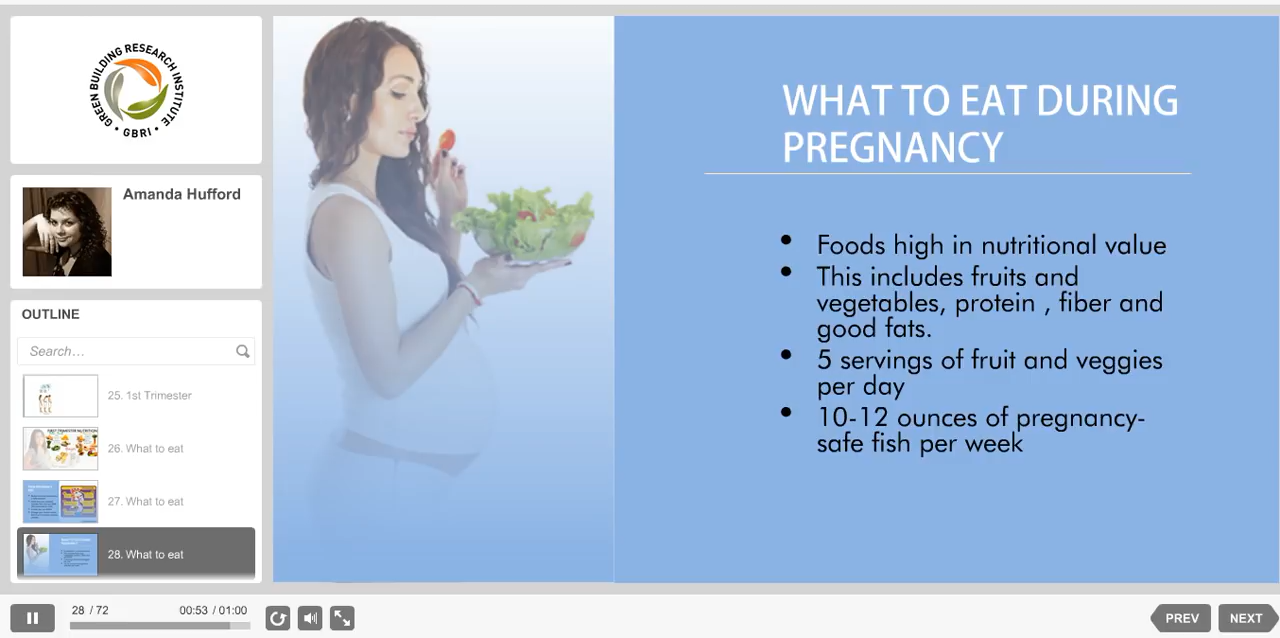 GREEN BUILDING RESEARCH INSTITUTE
• GBRI •
Amanda Hufford
OUTLINE
Search...
25. 1st Trimester
FIRST TRIMESTER NUTRITION
26. What to eat
27. What to eat
28. What to eat
WHAT TO EAT DURING
PREGNANCY
• Foods high in nutritional value
• This includes fruits and
vegetables, protein , fiber and
good fats.
• 5 servings of fruit and veggies
per day
• 10-12 ounces of pregnancy-
safe fish per week
28 / 72
00:53 / 01:00
PREV
NEXT